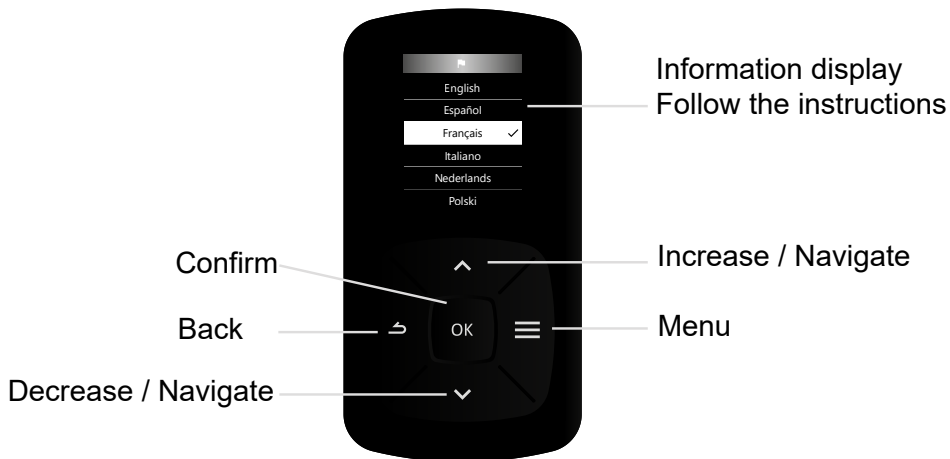 English
Español
Français
Italiano
Nederlands
Polski
Information display
Follow the instructions
Confirm
Increase / Navigate
Back
OK
Menu
Decrease / Navigate